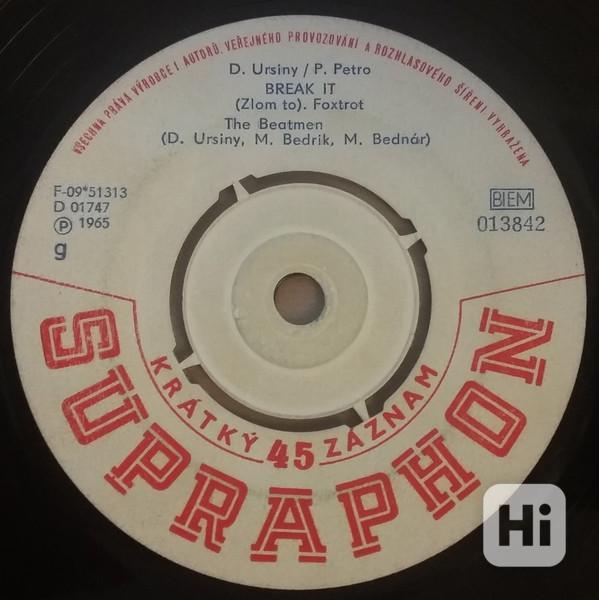 VŠECHNA PRÁVA VÝROBCE I AUTORŮ, VEŘEJNÉHO PROVOZOVÁNÍ A ROZHLASOVÉHO ŠÍŘENÍ VYHRAŽENA
D. Ursiny / P. Petro
BREAK IT
(Zlom to). Foxtrot
The Beatmen
(D. Ursiny, M. Bedrik, M. Bednár)
F-09*51313
D 01747
Ⓟ 1965
g
BIEM
013842
KRÁTKÝ 45 ZÁZNAM
SUPRAPHON
Hi